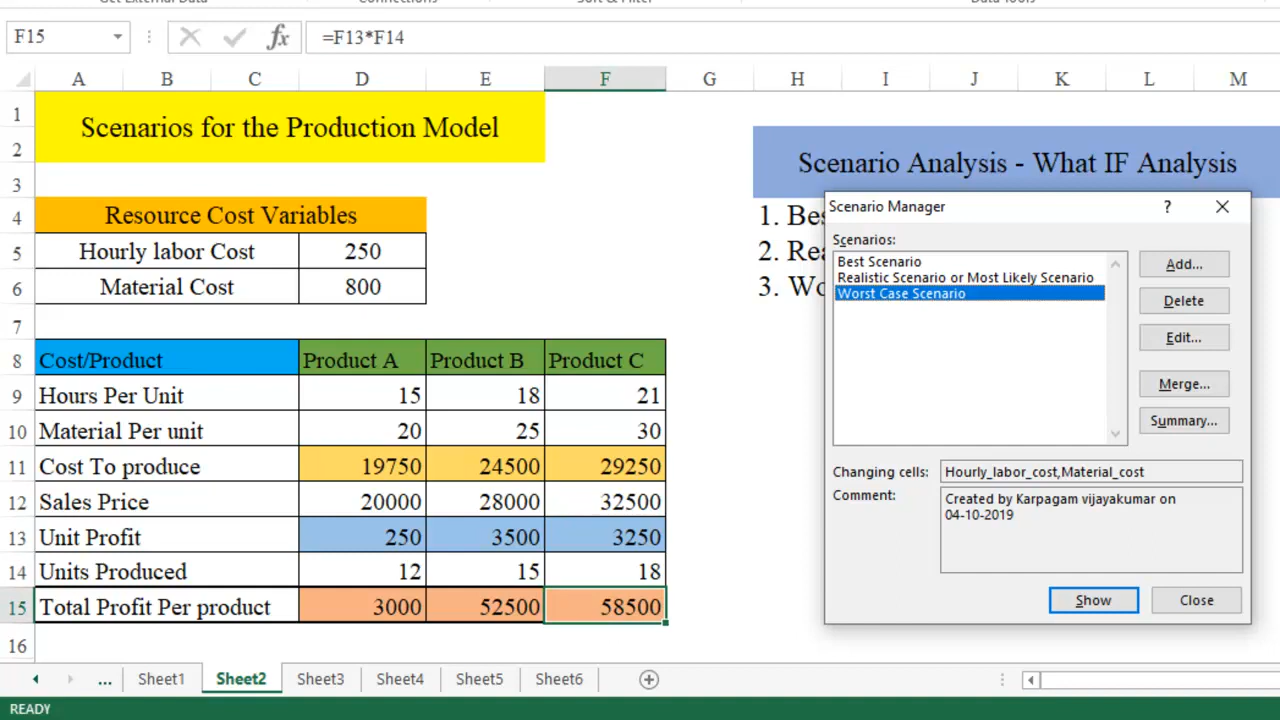 F15
fx
=F13*F14
A B C D E F G H I J K L M
1
Scenarios for the Production Model
2
Scenario Analysis - What IF Analysis
3
4 Resource Cost Variables
5 Hourly labor Cost 250
6 Material Cost 800
7
8 Cost/Product Product A Product B Product C
9 Hours Per Unit 15 18 21
10 Material Per unit 20 25 30
11 Cost To produce 19750 24500 29250
12 Sales Price 20000 28000 32500
13 Unit Profit 250 3500 3250
14 Units Produced 12 15 18
15 Total Profit Per product 3000 52500 58500
16
1.
2.
3.
Scenario Manager
?
Scenarios:
Best Scenario
Realistic Scenario or Most Likely Scenario
Worst Case Scenario
Add...
Delete
Edit...
Merge...
Summary...
Changing cells: Hourly_labor_cost,Material_cost
Comment: Created by Karpagam vijayakumar on
04-10-2019
Show Close
... Sheet1 Sheet2 Sheet3 Sheet4 Sheet5 Sheet6
READY